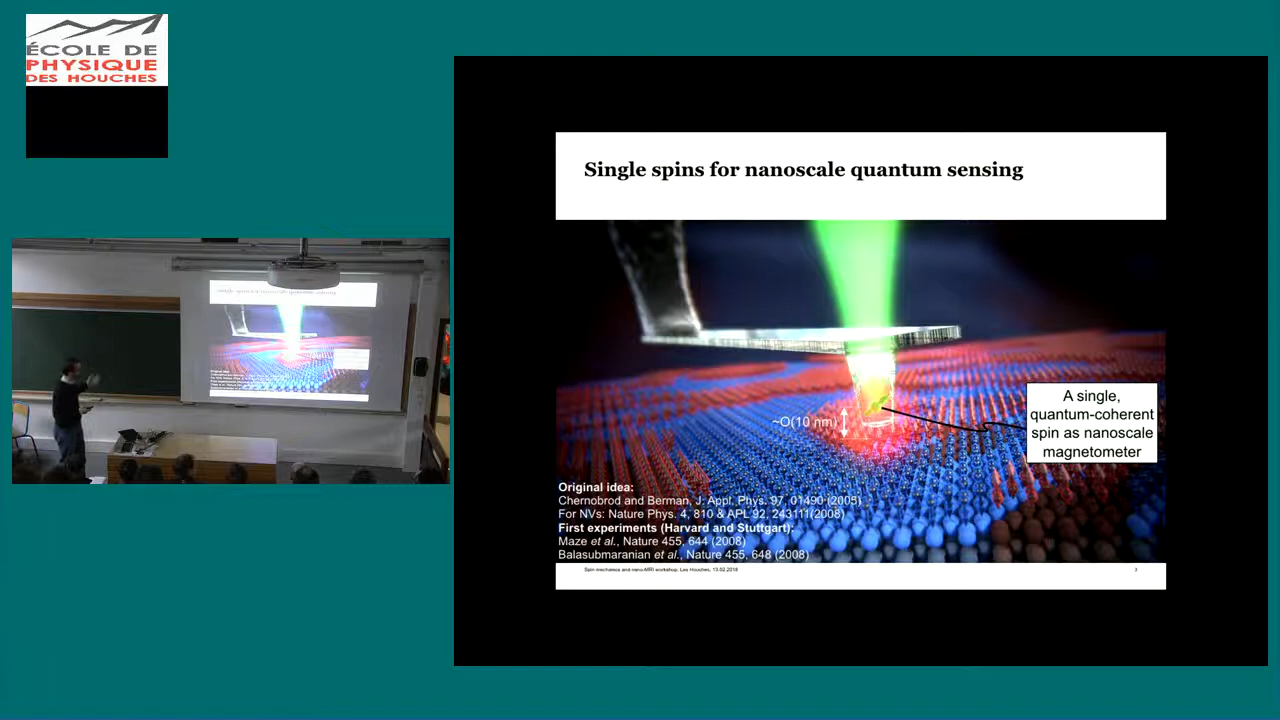 ÉCOLE DE
PHYSIQUE
DES HOUCHES
Single spins for nanoscale quantum sensing
~O(10 nm)
A single,
quantum-coherent
spin as nanoscale
magnetometer
Original idea:
Chernobrod and Berman, J. Appl. Phys. 97, 01490 (2005)
For NVs: Nature Phys. 4, 810 & APL 92, 243111(2008)
First experiments (Harvard and Stuttgart):
Maze et al., Nature 455, 644 (2008)
Balasubmaranian et al., Nature 455, 648 (2008)
Spin mechanics and nano-MRI workshop, Les Houches, 13.02.2018